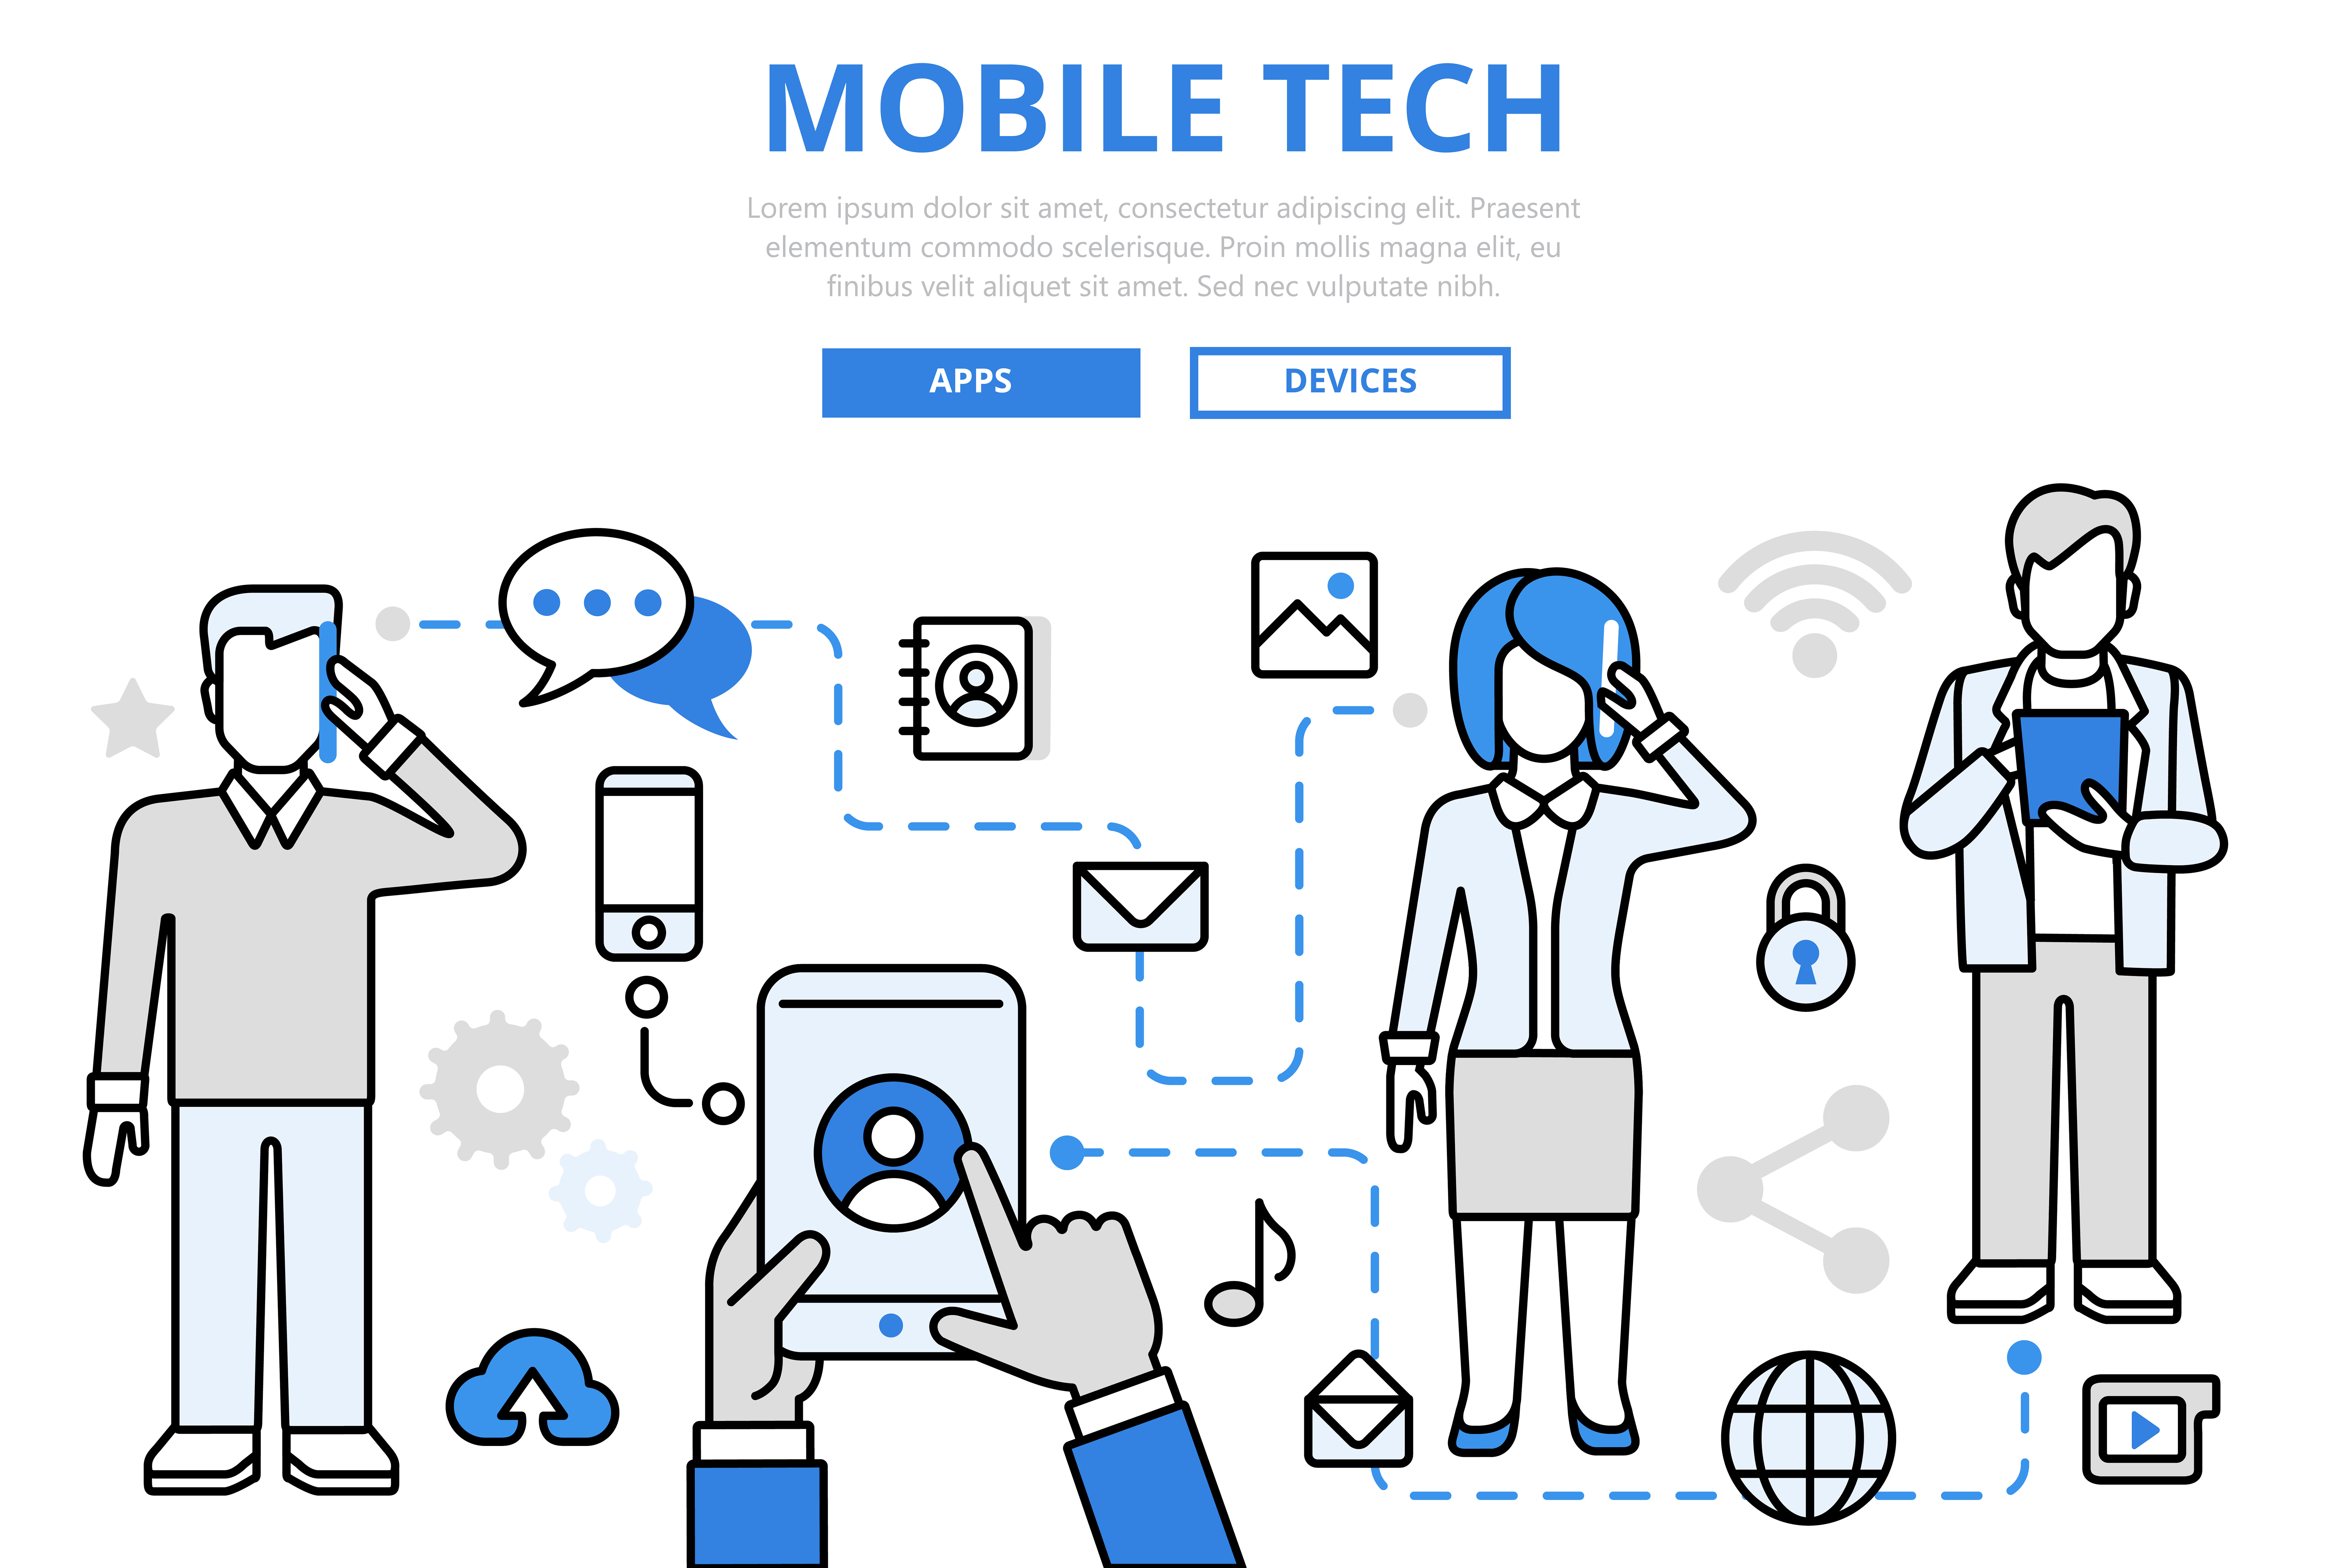 MOBILE TECH
Lorem ipsum dolor sit amet, consectetur adipiscing elit. Praesent
elementum commodo scelerisque. Proin mollis magna elit, eu
finibus velit aliquet sit amet. Sed nec vulputate nibh.
APPS
DEVICES